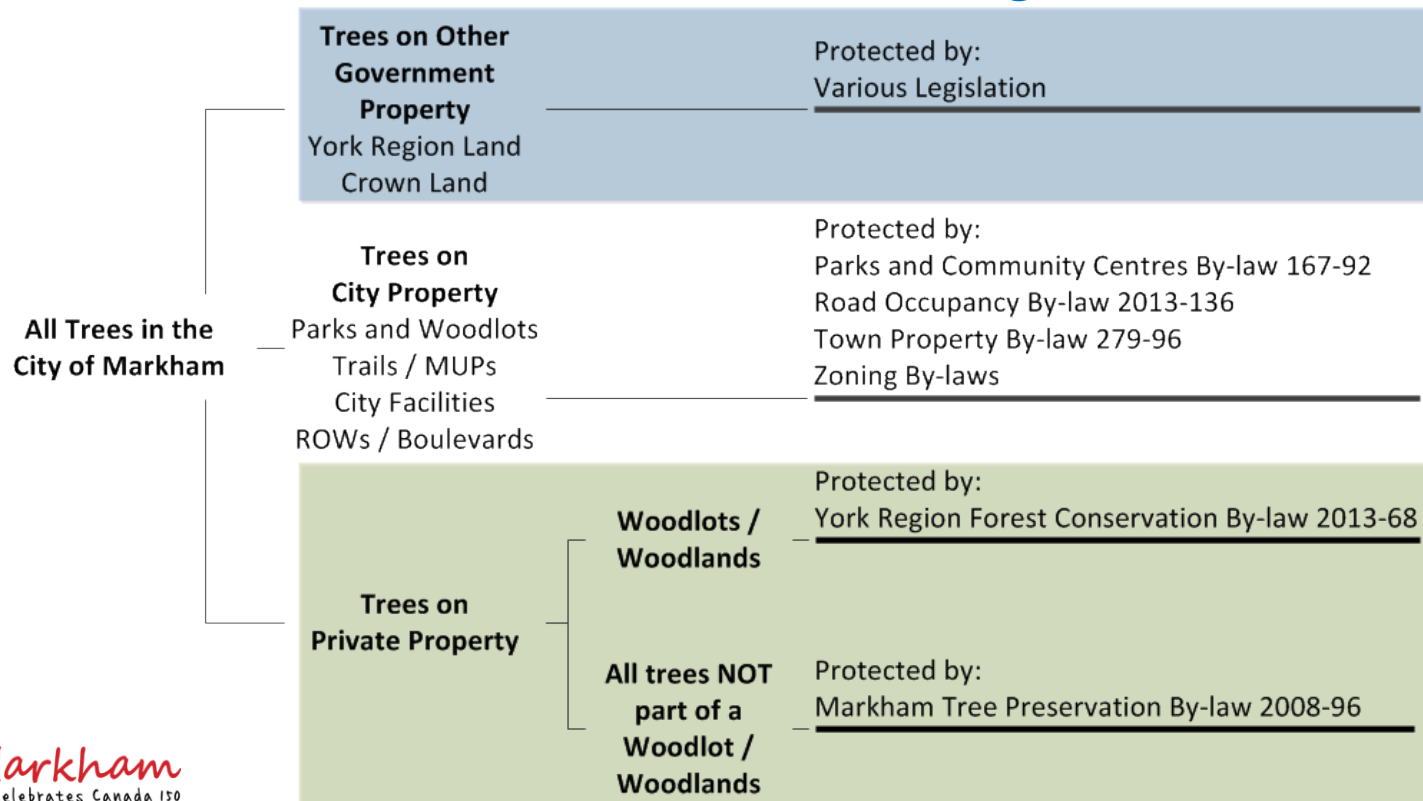 All Trees in the
City of Markham
Trees on Other
Government
Property
York Region Land
Crown Land
Protected by:
Various Legislation
Trees on
City Property
Parks and Woodlots
Trails / MUPs
City Facilities
ROWs / Boulevards
Protected by:
Parks and Community Centres By-law 167-92
Road Occupancy By-law 2013-136
Town Property By-law 279-96
Zoning By-laws
Trees on
Private Property
Woodlots /
Woodlands
Protected by:
York Region Forest Conservation By-law 2013-68
All trees NOT
part of a
Woodlot /
Woodlands
Protected by:
Markham Tree Preservation By-law 2008-96
arkham
elebrates Canada 150